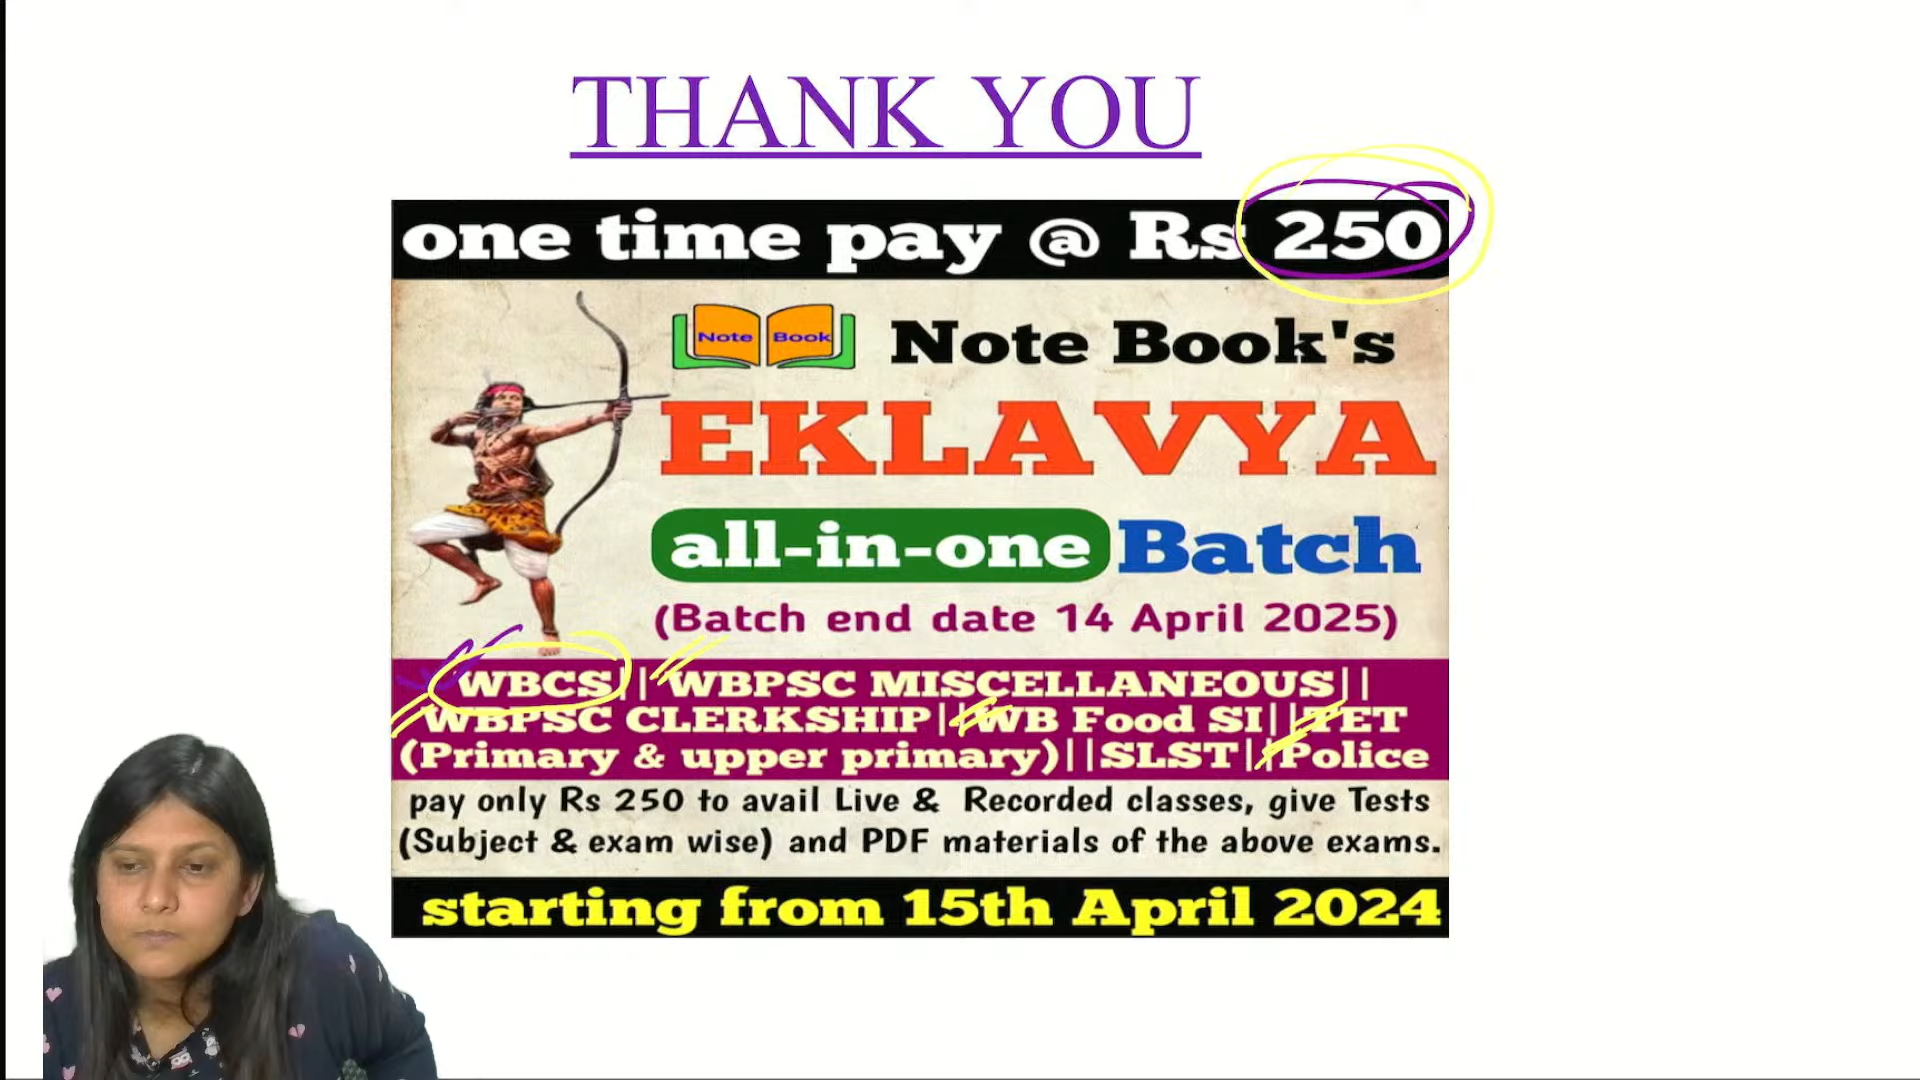 THANK YOU
one time pay @ Rs 250
Note Book Note Book's
EKLAVYA
all-in-one Batch
(Batch end date 14 April 2025)
WBCS|| WBPSC MISCELLANEOUS||
WBPSC CLERKSHIP||WB Food SI||TET
(Primary & upper primary)||SLST||Police
pay only Rs 250 to avail Live & Recorded classes, give Tests
(Subject & exam wise) and PDF materials of the above exams.
starting from 15th April 2024